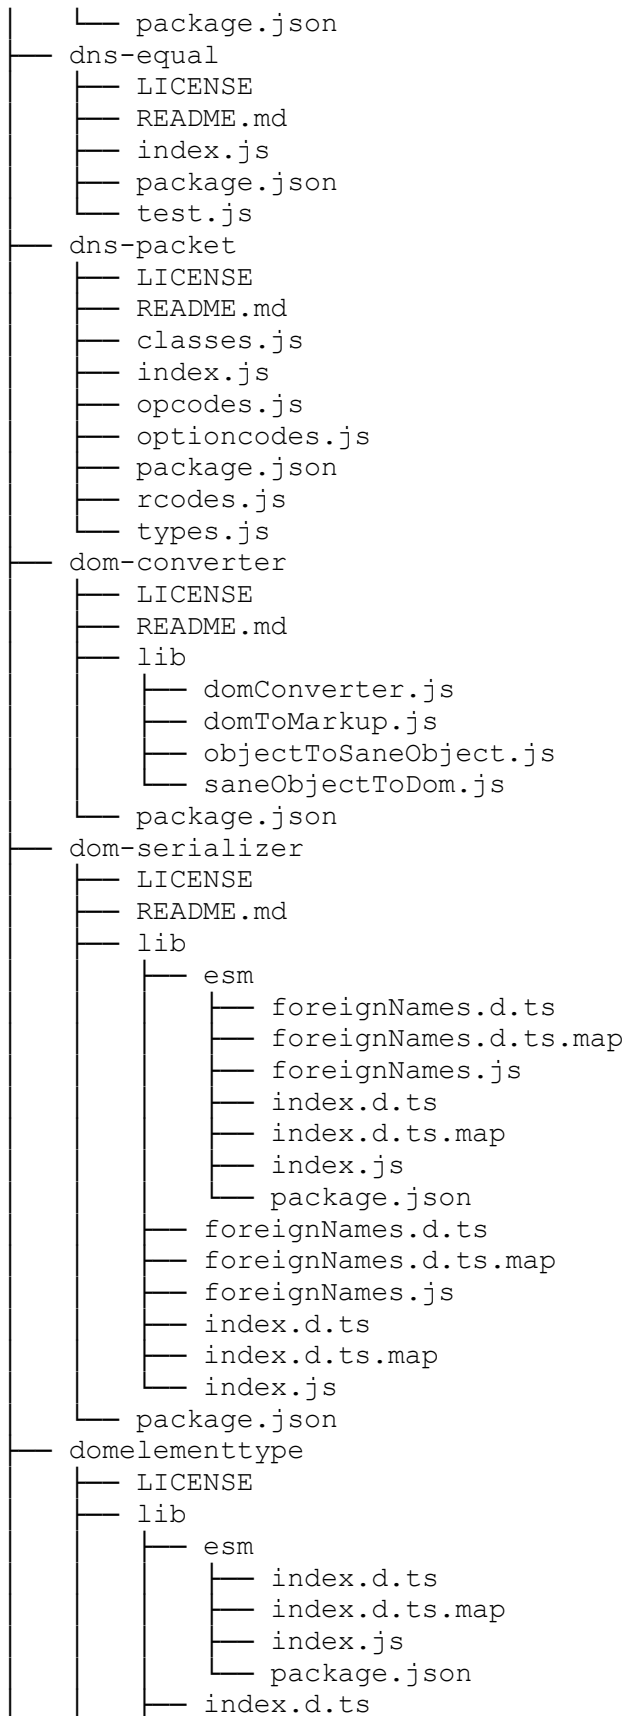 │   │   └── package.json
│   ├── dns-equal
│   │   ├── LICENSE
│   │   ├── README.md
│   │   ├── index.js
│   │   ├── package.json
│   │   └── test.js
│   ├── dns-packet
│   │   ├── LICENSE
│   │   ├── README.md
│   │   ├── classes.js
│   │   ├── index.js
│   │   ├── opcodes.js
│   │   ├── optioncodes.js
│   │   ├── package.json
│   │   ├── rcodes.js
│   │   └── types.js
│   ├── dom-converter
│   │   ├── LICENSE
│   │   ├── README.md
│   │   ├── lib
│   │   │   ├── domConverter.js
│   │   │   ├── domToMarkup.js
│   │   │   ├── objectToSaneObject.js
│   │   │   └── saneObjectToDom.js
│   │   └── package.json
│   ├── dom-serializer
│   │   ├── LICENSE
│   │   ├── README.md
│   │   ├── lib
│   │   │   ├── esm
│   │   │   │   ├── foreignNames.d.ts
│   │   │   │   ├── foreignNames.d.ts.map
│   │   │   │   ├── foreignNames.js
│   │   │   │   ├── index.d.ts
│   │   │   │   ├── index.d.ts.map
│   │   │   │   ├── index.js
│   │   │   │   └── package.json
│   │   │   ├── foreignNames.d.ts
│   │   │   ├── foreignNames.d.ts.map
│   │   │   ├── foreignNames.js
│   │   │   ├── index.d.ts
│   │   │   ├── index.d.ts.map
│   │   │   └── index.js
│   │   └── package.json
│   ├── domelementtype
│   │   ├── LICENSE
│   │   ├── lib
│   │   │   ├── esm
│   │   │   │   ├── index.d.ts
│   │   │   │   ├── index.d.ts.map
│   │   │   │   ├── index.js
│   │   │   │   └── package.json
│   │   │   ├── index.d.ts